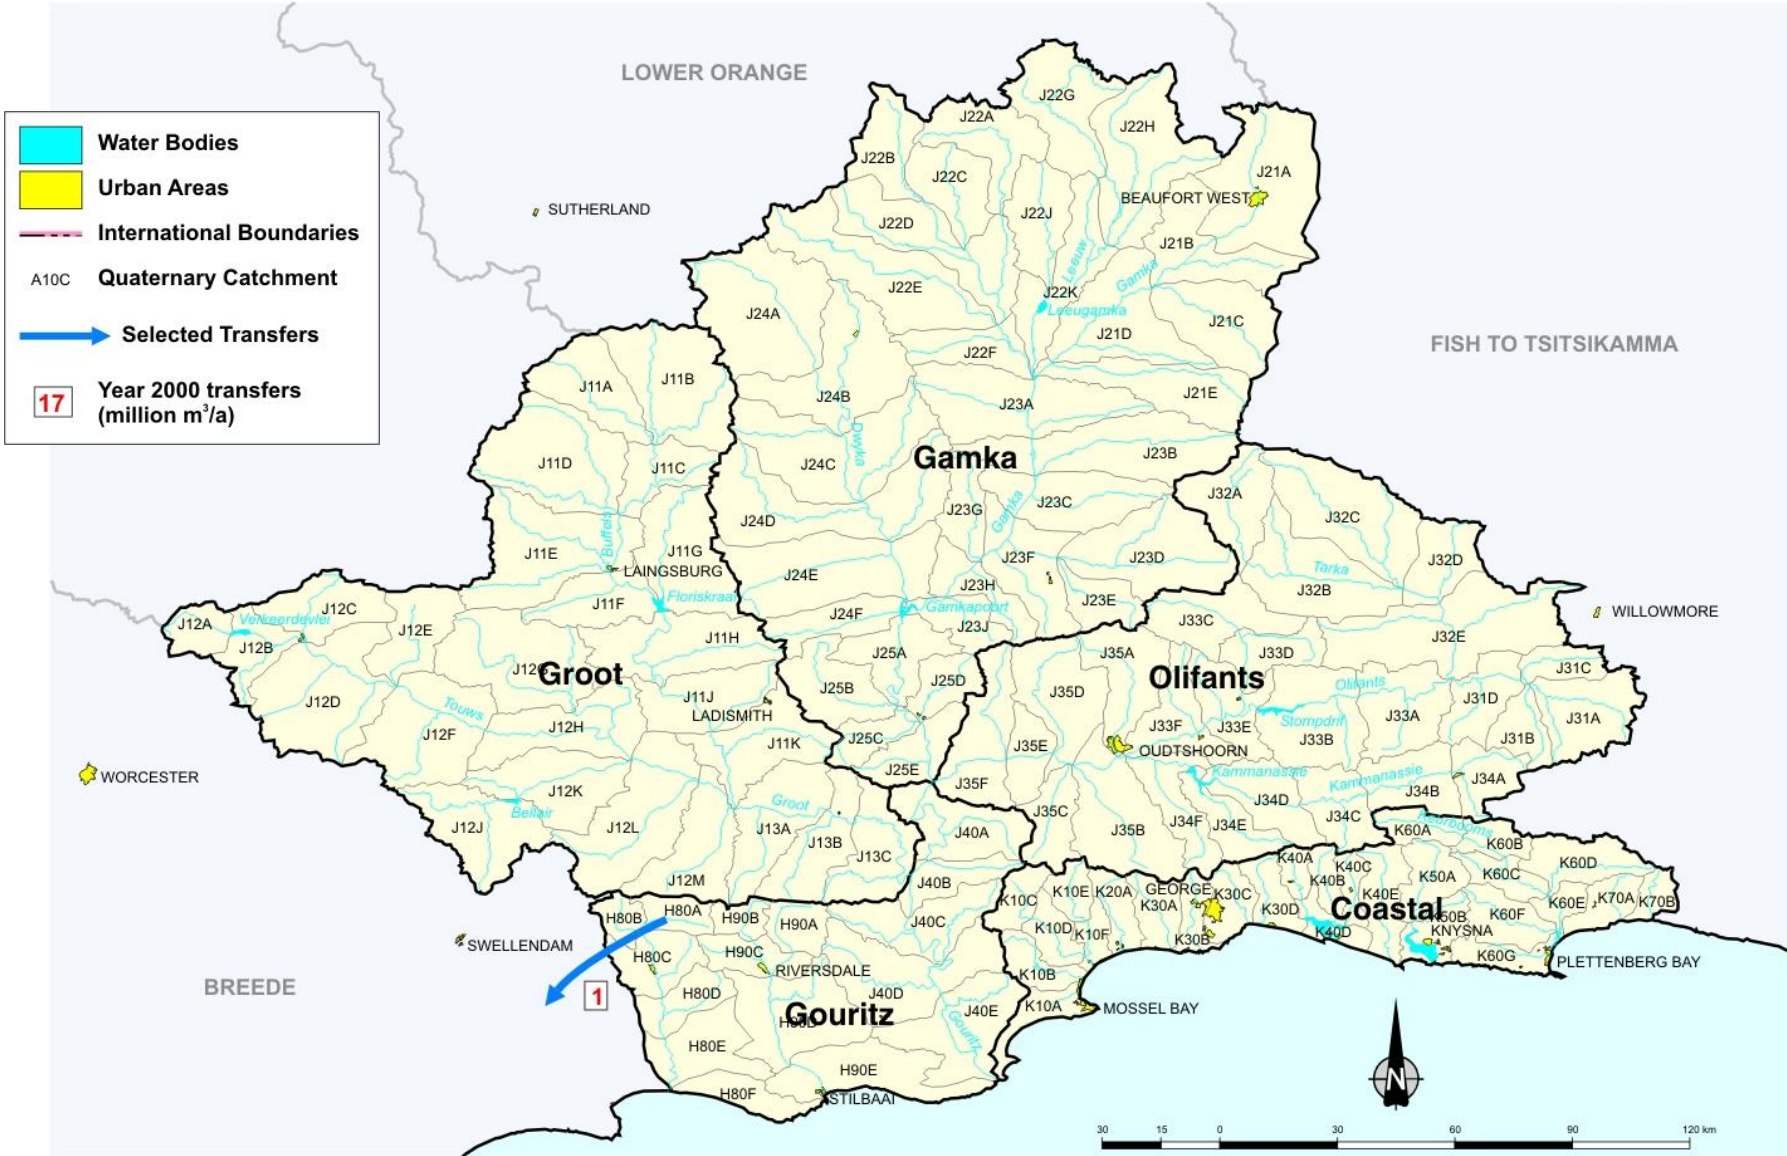 LOWER ORANGE
Water Bodies
Urban Areas
International Boundaries
A10C Quaternary Catchment
Selected Transfers
17 Year 2000 transfers
(million m³/a)
SUTHERLAND
BEAUFORT WEST
FISH TO TSITSIKAMMA
J22G
J22A
J22H
J22B
J22C
J21A
J22D
J22J
J21B
Leeuw
Gamka
J22E
J22K
Leeugamka
J24A
J21C
J21D
J22F
J11A
J11B
J24B
J23A
J21E
Dwyka
Gamka
J23B
J11D
J11C
J24C
J32A
J23G
J23C
Gamka
J24D
J32C
Buffels
J11E
J11G
J23F
J23D
J32D
LAINGSBURG
J24E
J23H
Tarka
J32B
J11F
Floriskraal
J24F
Gamkapoort
J23E
J12C
J12A
Verkeerdevlei
J12E
J23J
J33C
WILLOWMORE
J12B
J11H
J32E
J25A
J35A
J33D
J31C
J12G
Groot
J25B
J25D
J35D
Olifants
Olifants
J12D
J11J
J31D
Touws
LADISMITH
J33A
J31A
J12F
J12H
J33F
J33E
Stompdrif
J11K
J25C
J35E
OUDTSHOORN
J33B
J31B
J25E
J35F
Kammanassie
Kammanassie
J34A
WORCESTER
J12K
J34B
Bellair
Groot
J34D
J12J
J12L
J13A
J13B
J13C
J40A
J35C
J35B
J34F
J34E
J34C
K60A
Keurbooms
K60B
J12M
J40B
K40A
K40C
K60D
K40B
K50A
K60C
K10C
K10E
K20A
GEORGE
K30C
K40E
K30A
K60E
K70A
K70B
H80B
H80A
H90B
H90A
J40C
K10D
K10F
K30B
K30D
Coastal
K40D
K50B
K60F
KNYSNA
SWELLENDAM
H80C
H90C
RIVERSDALE
K60G
PLETTENBERG BAY
BREEDE
1
H80D
J40D
K10B
K10A
MOSSEL BAY
H90D
Gouritz
J40E
Gouritz
H80E
H90E
H80F
STILBAAI
N
30 15 0 30 60 90 120 km